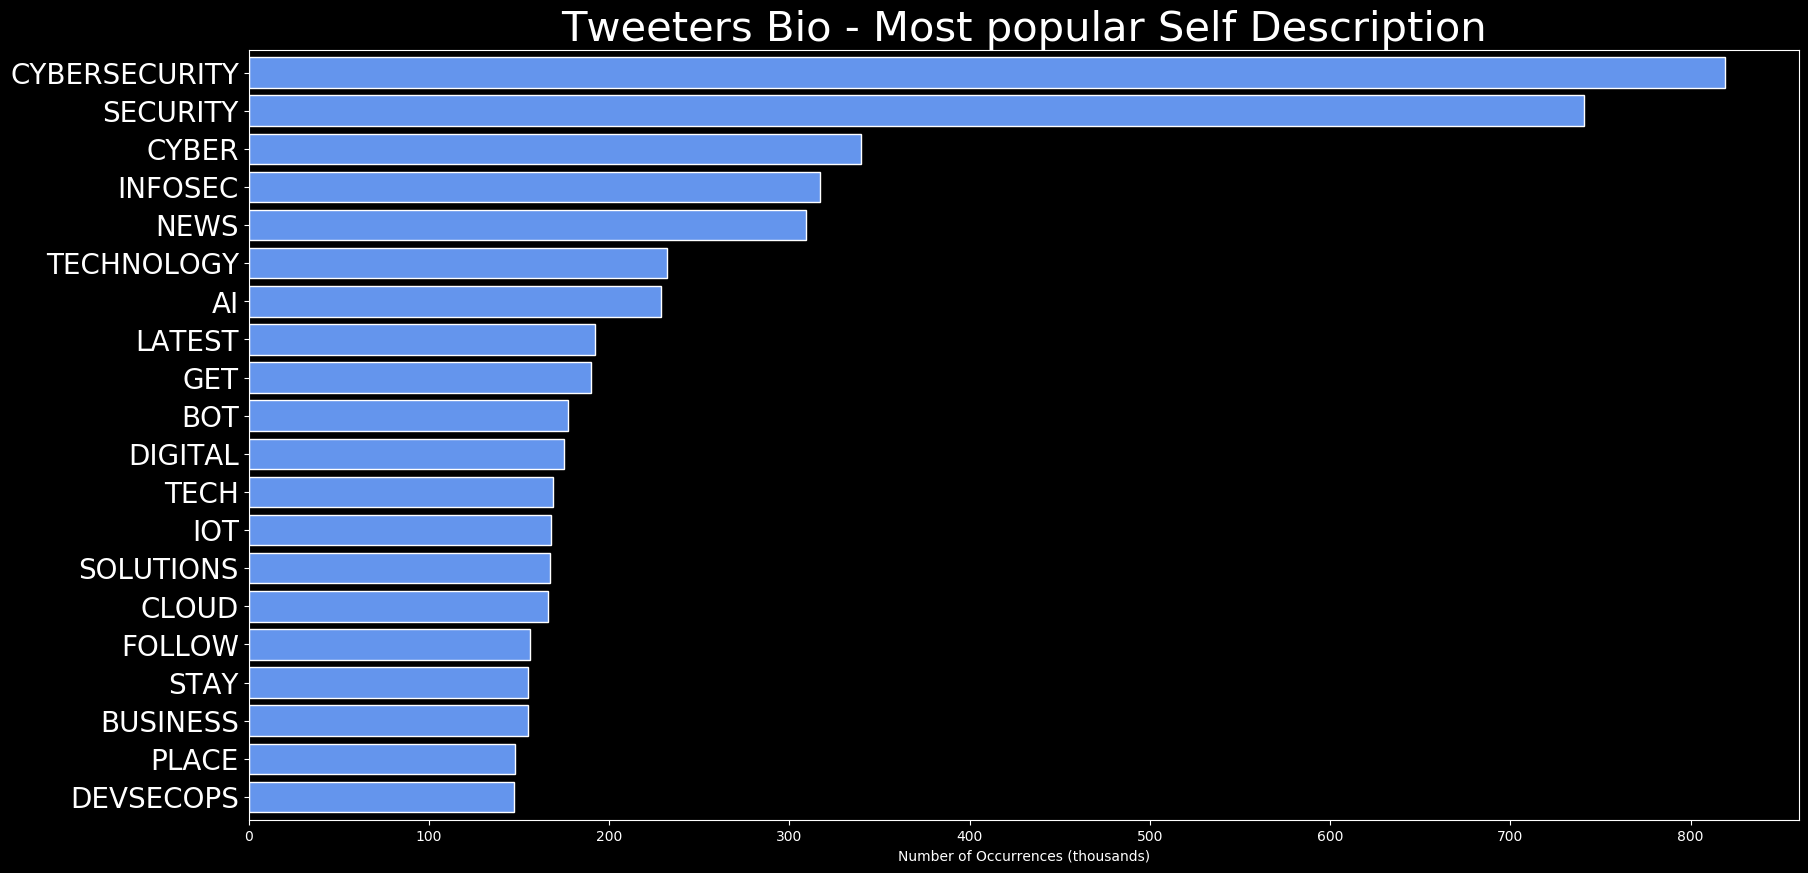 Tweeters Bio - Most popular Self Description
CYBERSECURITY
SECURITY
CYBER
INFOSEC
NEWS
TECHNOLOGY
AI
LATEST
GET
BOT
DIGITAL
TECH
IOT
SOLUTIONS
CLOUD
FOLLOW
STAY
BUSINESS
PLACE
DEVSECOPS
0 100 200 300 400 500 600 700 800
Number of Occurrences (thousands)